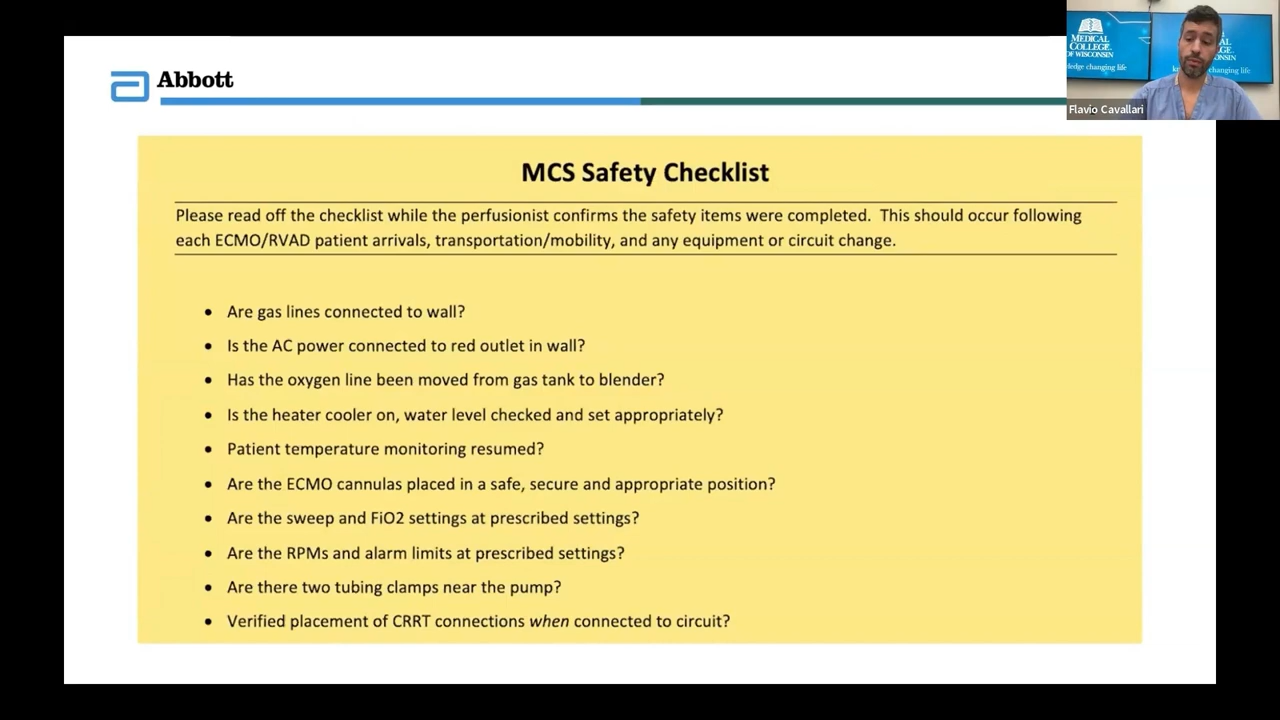 Abbott
MEDICAL
COLLEGE
OF WISCONSIN
changing life
Flavio Cavallari
MCS Safety Checklist
Please read off the checklist while the perfusionist confirms the safety items were completed. This should occur following
each ECMO/RVAD patient arrivals, transportation/mobility, and any equipment or circuit change.
• Are gas lines connected to wall?
• Is the AC power connected to red outlet in wall?
• Has the oxygen line been moved from gas tank to blender?
• Is the heater cooler on, water level checked and set appropriately?
• Patient temperature monitoring resumed?
• Are the ECMO cannulas placed in a safe, secure and appropriate position?
• Are the sweep and FiO2 settings at prescribed settings?
• Are the RPMs and alarm limits at prescribed settings?
• Are there two tubing clamps near the pump?
• Verified placement of CRRT connections when connected to circuit?